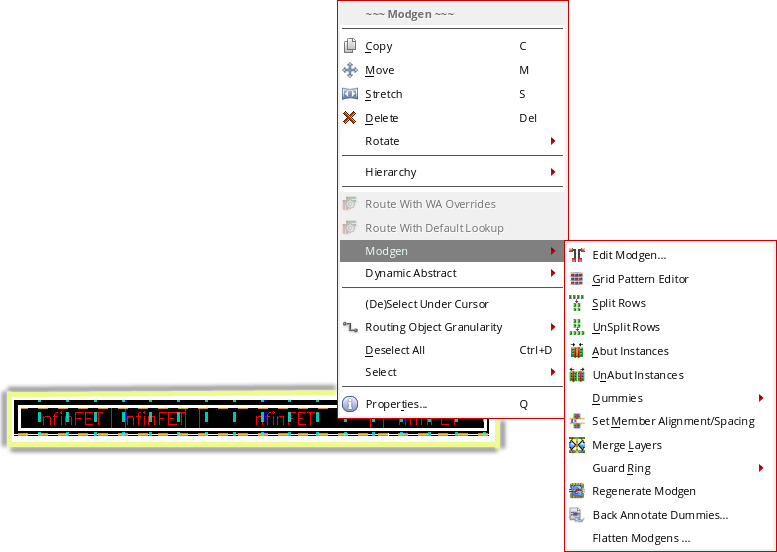 ~~~ Modgen ~~~
Copy C
Move M
Stretch S
Delete Del
Rotate
Hierarchy
Route With WA Overrides
Route With Default Lookup
Modgen
Dynamic Abstract
(De)Select Under Cursor
Routing Object Granularity
Deselect All Ctrl+D
Select
Properties... Q
Edit Modgen...
Grid Pattern Editor
Split Rows
UnSplit Rows
Abut Instances
UnAbut Instances
Dummies
Set Member Alignment/Spacing
Merge Layers
Guard Ring
Regenerate Modgen
Back Annotate Dummies...
Flatten Modgens ...
nfinFET nfinFET nfinFET